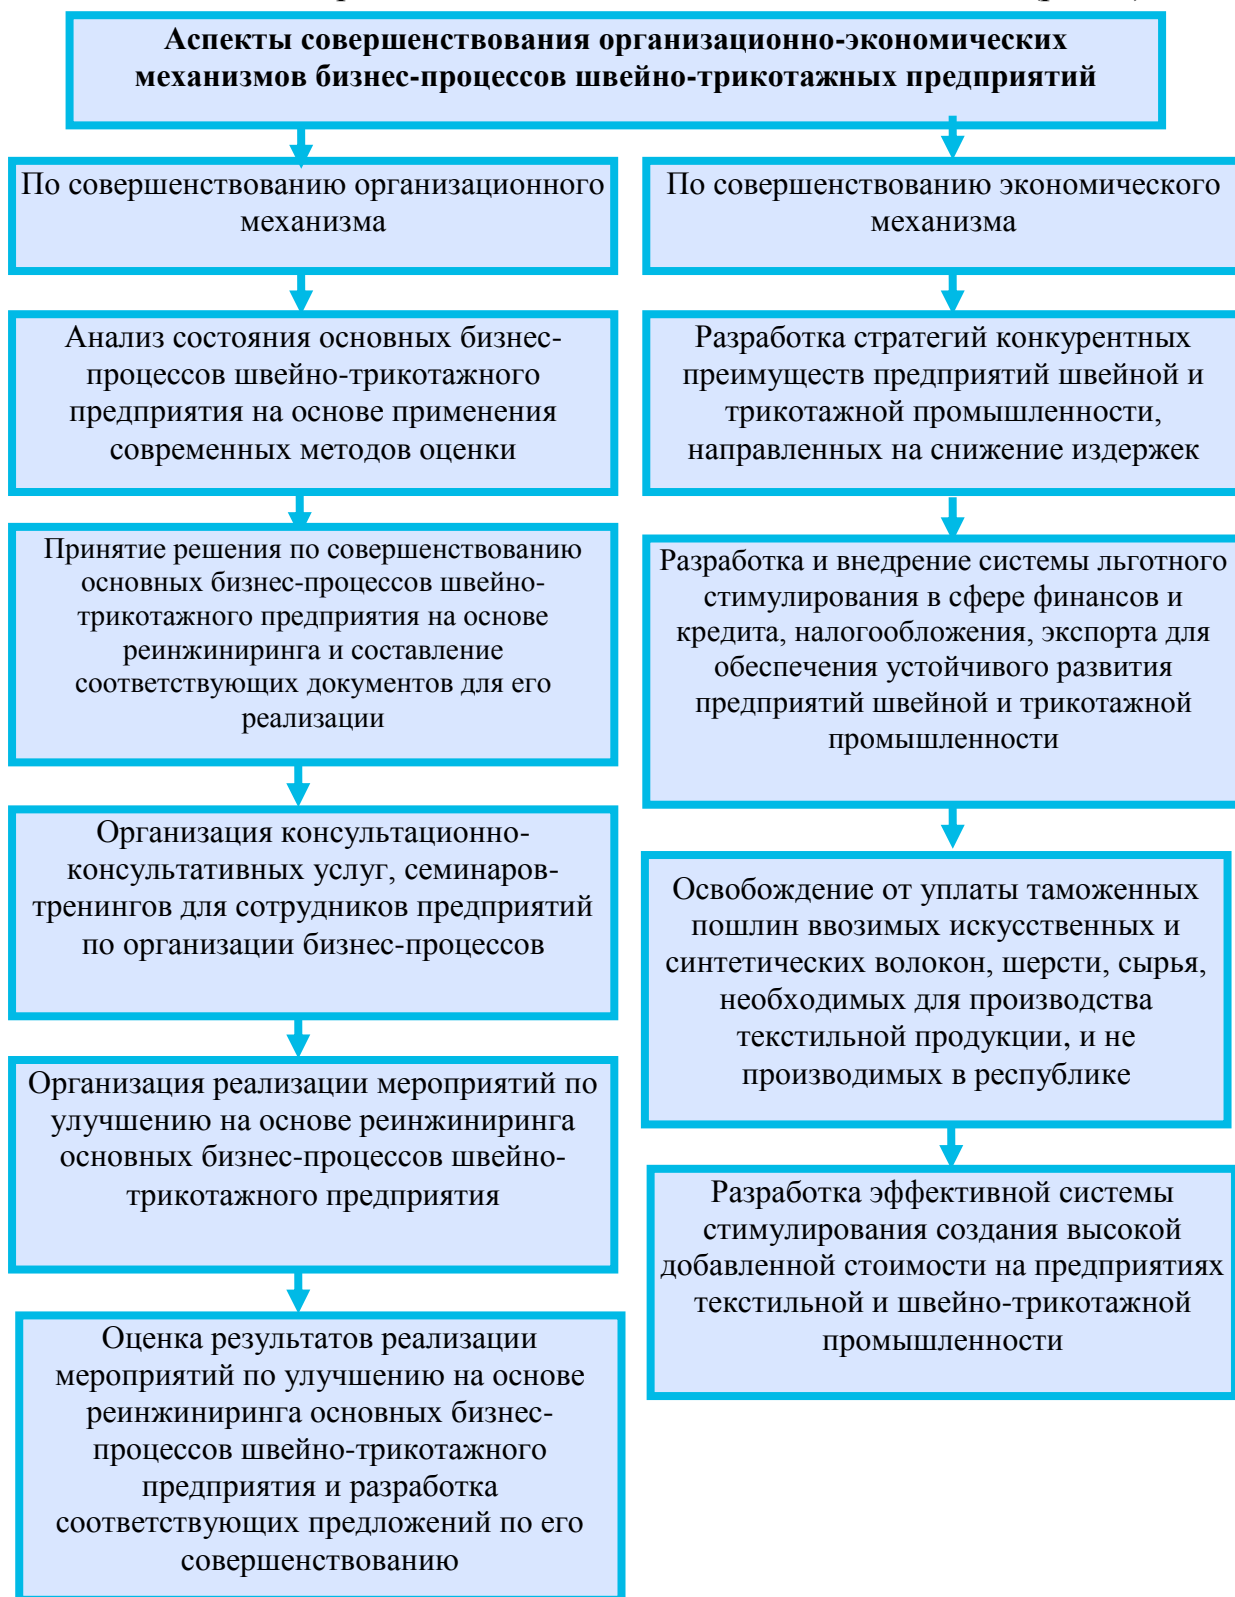 Аспекты совершенствования организационно-экономических
механизмов бизнес-процессов швейно-трикотажных предприятий
По совершенствованию организационного
механизма
Анализ состояния основных бизнес-
процессов швейно-трикотажного
предприятия на основе применения
современных методов оценки
Принятие решения по совершенствованию
основных бизнес-процессов швейно-
трикотажного предприятия на основе
реинжиниринга и составление
соответствующих документов для его
реализации
Организация консультационно-
консультативных услуг, семинаров-
тренингов для сотрудников предприятий
по организации бизнес-процессов
Организация реализации мероприятий по
улучшению на основе реинжиниринга
основных бизнес-процессов швейно-
трикотажного предприятия
Оценка результатов реализации
мероприятий по улучшению на основе
реинжиниринга основных бизнес-
процессов швейно-трикотажного
предприятия и разработка
соответствующих предложений по его
совершенствованию
По совершенствованию экономического
механизма
Разработка стратегий конкурентных
преимуществ предприятий швейной и
трикотажной промышленности,
направленных на снижение издержек
Разработка и внедрение системы льготного
стимулирования в сфере финансов и
кредита, налогообложения, экспорта для
обеспечения устойчивого развития
предприятий швейной и трикотажной
промышленности
Освобождение от уплаты таможенных
пошлин ввозимых искусственных и
синтетических волокон, шерсти, сырья,
необходимых для производства
текстильной продукции, и не
производимых в республике
Разработка эффективной системы
стимулирования создания высокой
добавленной стоимости на предприятиях
текстильной и швейно-трикотажной
промышленности